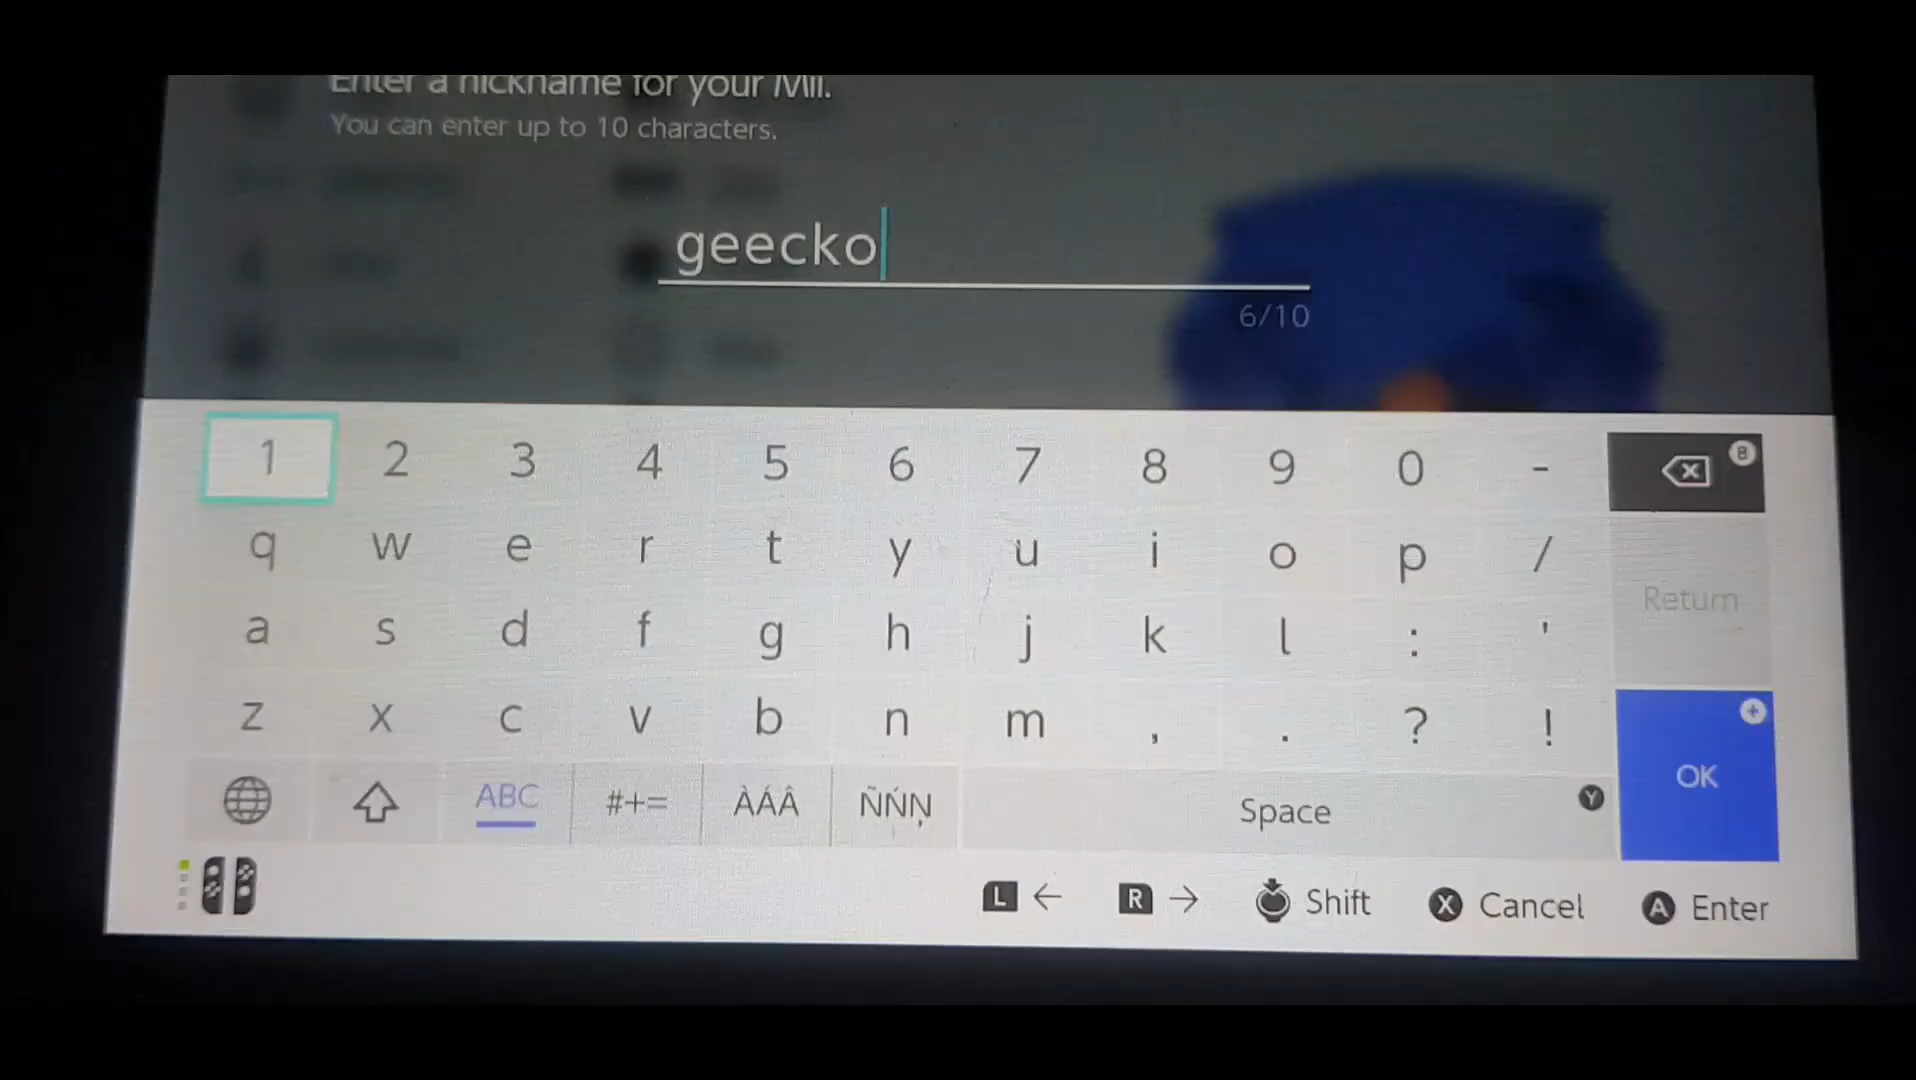 Enter a nickname for your Mii.
You can enter up to 10 characters.
geecko
6/10
1 2 3 4 5 6 7 8 9 0 - B
q w e r t y u i o p /
Return
a s d f g h j k l : '
z x c v b n m , . ? ! +
OK
ABC #+= ÀÁÂ ÑŃŅ Space Y
L ← R → Shift X Cancel A Enter